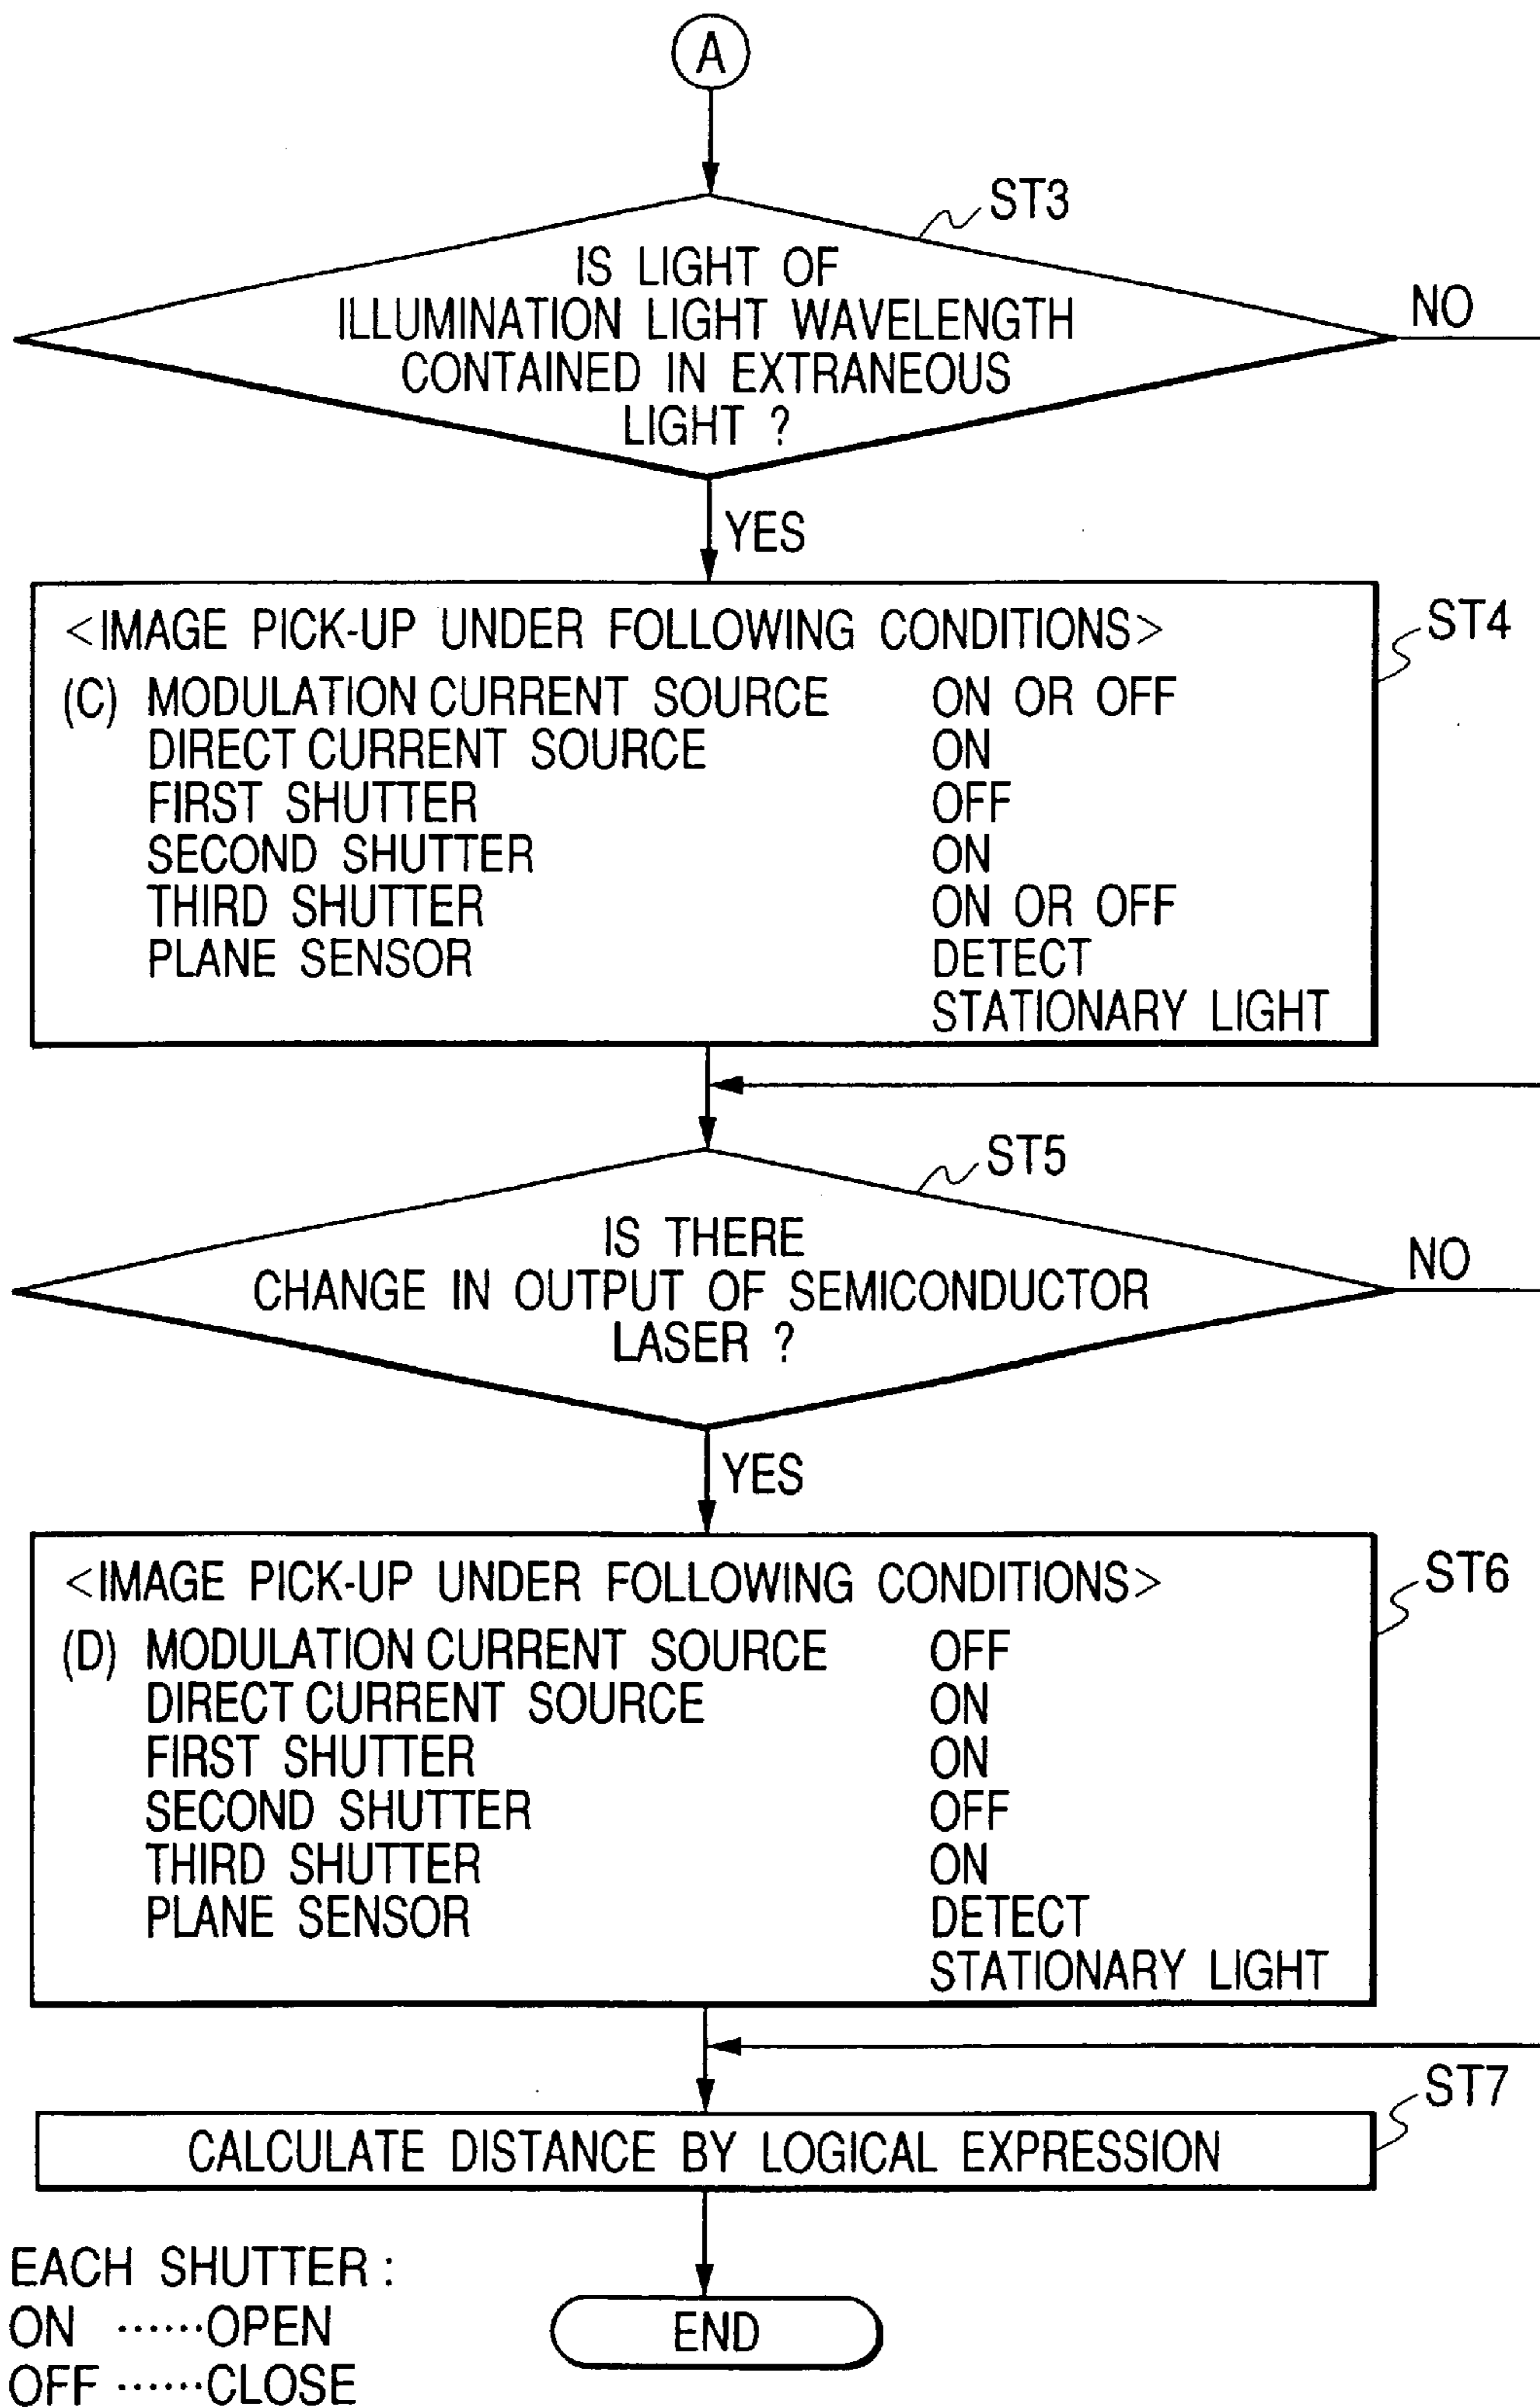 A
ST3
IS LIGHT OF
ILLUMINATION LIGHT WAVELENGTH
CONTAINED IN EXTRANEOUS
LIGHT ?
NO
YES
<IMAGE PICK-UP UNDER FOLLOWING CONDITIONS>
ST4
(C) MODULATION CURRENT SOURCE ON OR OFF
DIRECT CURRENT SOURCE ON
FIRST SHUTTER OFF
SECOND SHUTTER ON
THIRD SHUTTER ON OR OFF
PLANE SENSOR DETECT
STATIONARY LIGHT
ST5
IS THERE
CHANGE IN OUTPUT OF SEMICONDUCTOR
LASER ?
NO
YES
<IMAGE PICK-UP UNDER FOLLOWING CONDITIONS>
ST6
(D) MODULATION CURRENT SOURCE OFF
DIRECT CURRENT SOURCE ON
FIRST SHUTTER ON
SECOND SHUTTER OFF
THIRD SHUTTER ON
PLANE SENSOR DETECT
STATIONARY LIGHT
ST7
CALCULATE DISTANCE BY LOGICAL EXPRESSION
EACH SHUTTER :
ON ······OPEN
OFF ······CLOSE
END